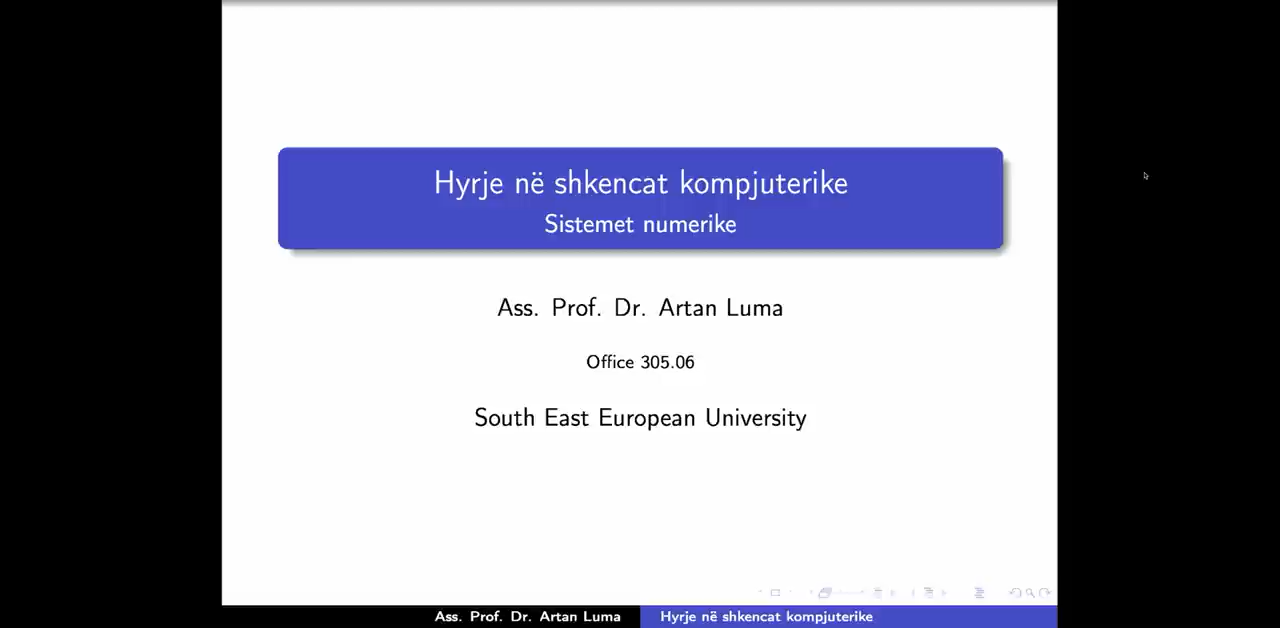 Hyrje në shkencat kompjuterike
Sistemet numerike
Ass. Prof. Dr. Artan Luma
Office 305.06
South East European University
Ass. Prof. Dr. Artan Luma
Hyrje në shkencat kompjuterike